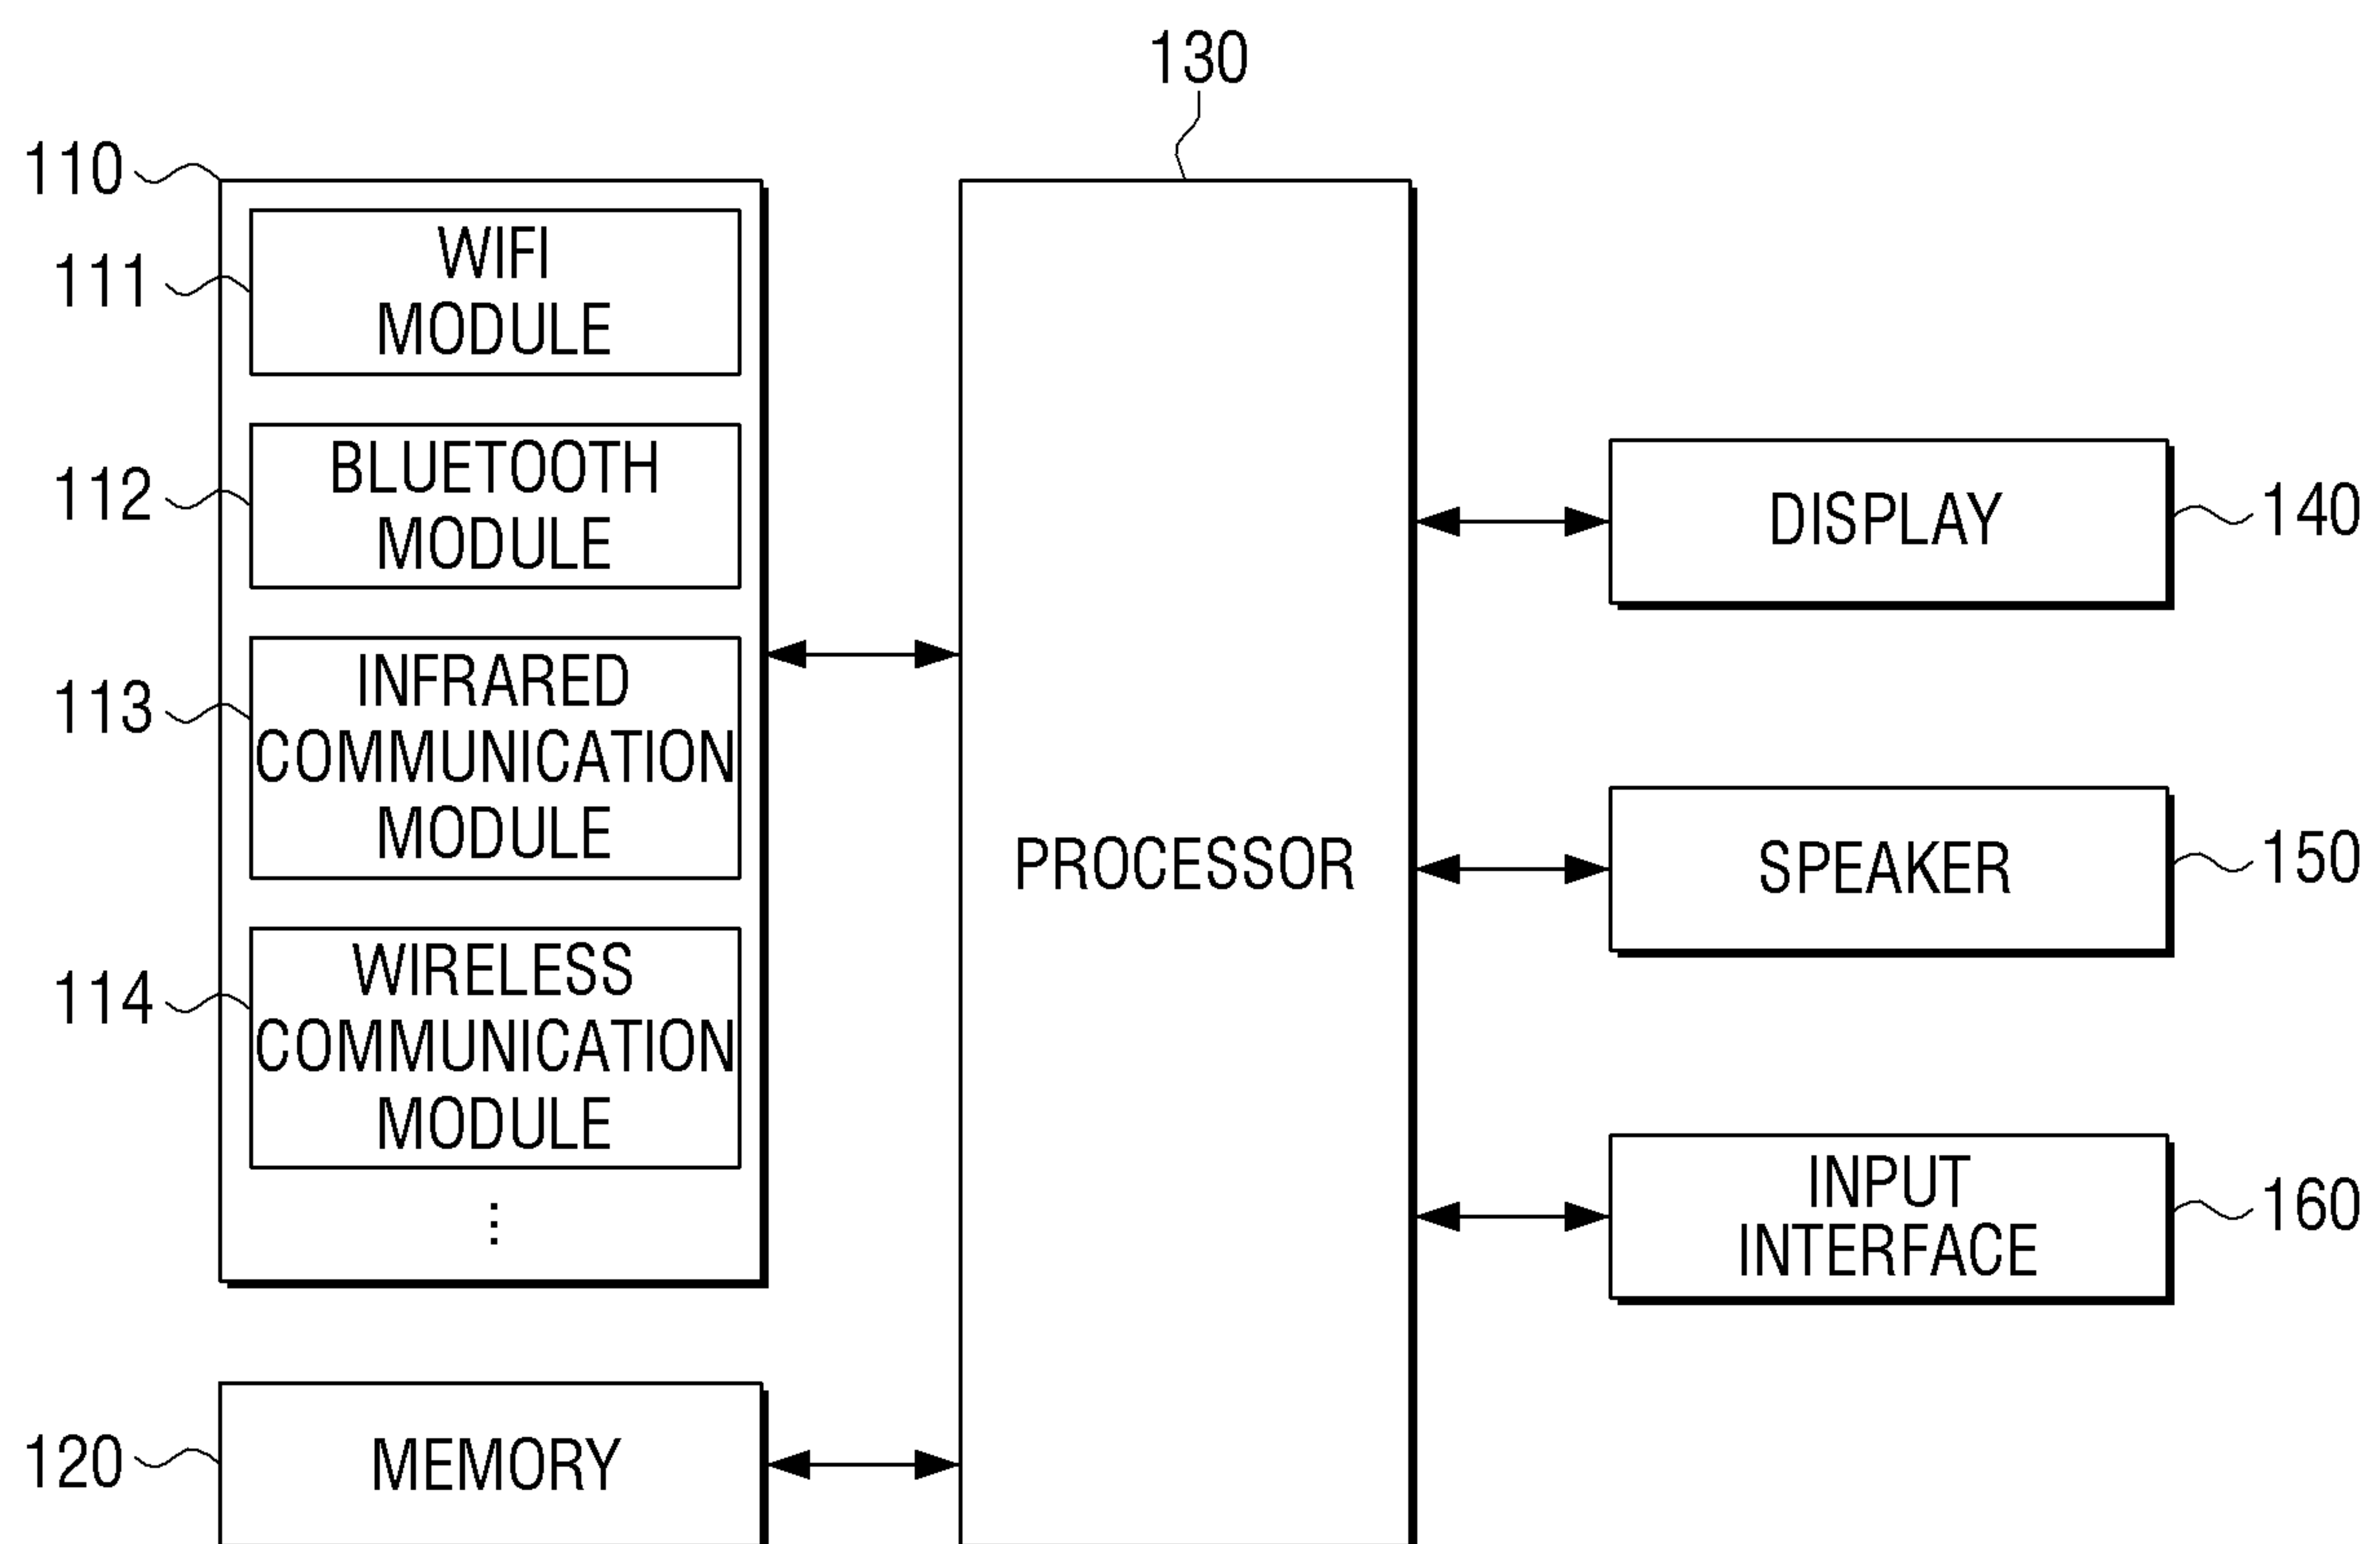 130
110
111
WIFI
MODULE
112
BLUETOOTH
MODULE
113
INFRARED
COMMUNICATION
MODULE
114
WIRELESS
COMMUNICATION
MODULE
⋮
120
MEMORY
PROCESSOR
DISPLAY
140
SPEAKER
150
INPUT
INTERFACE
160